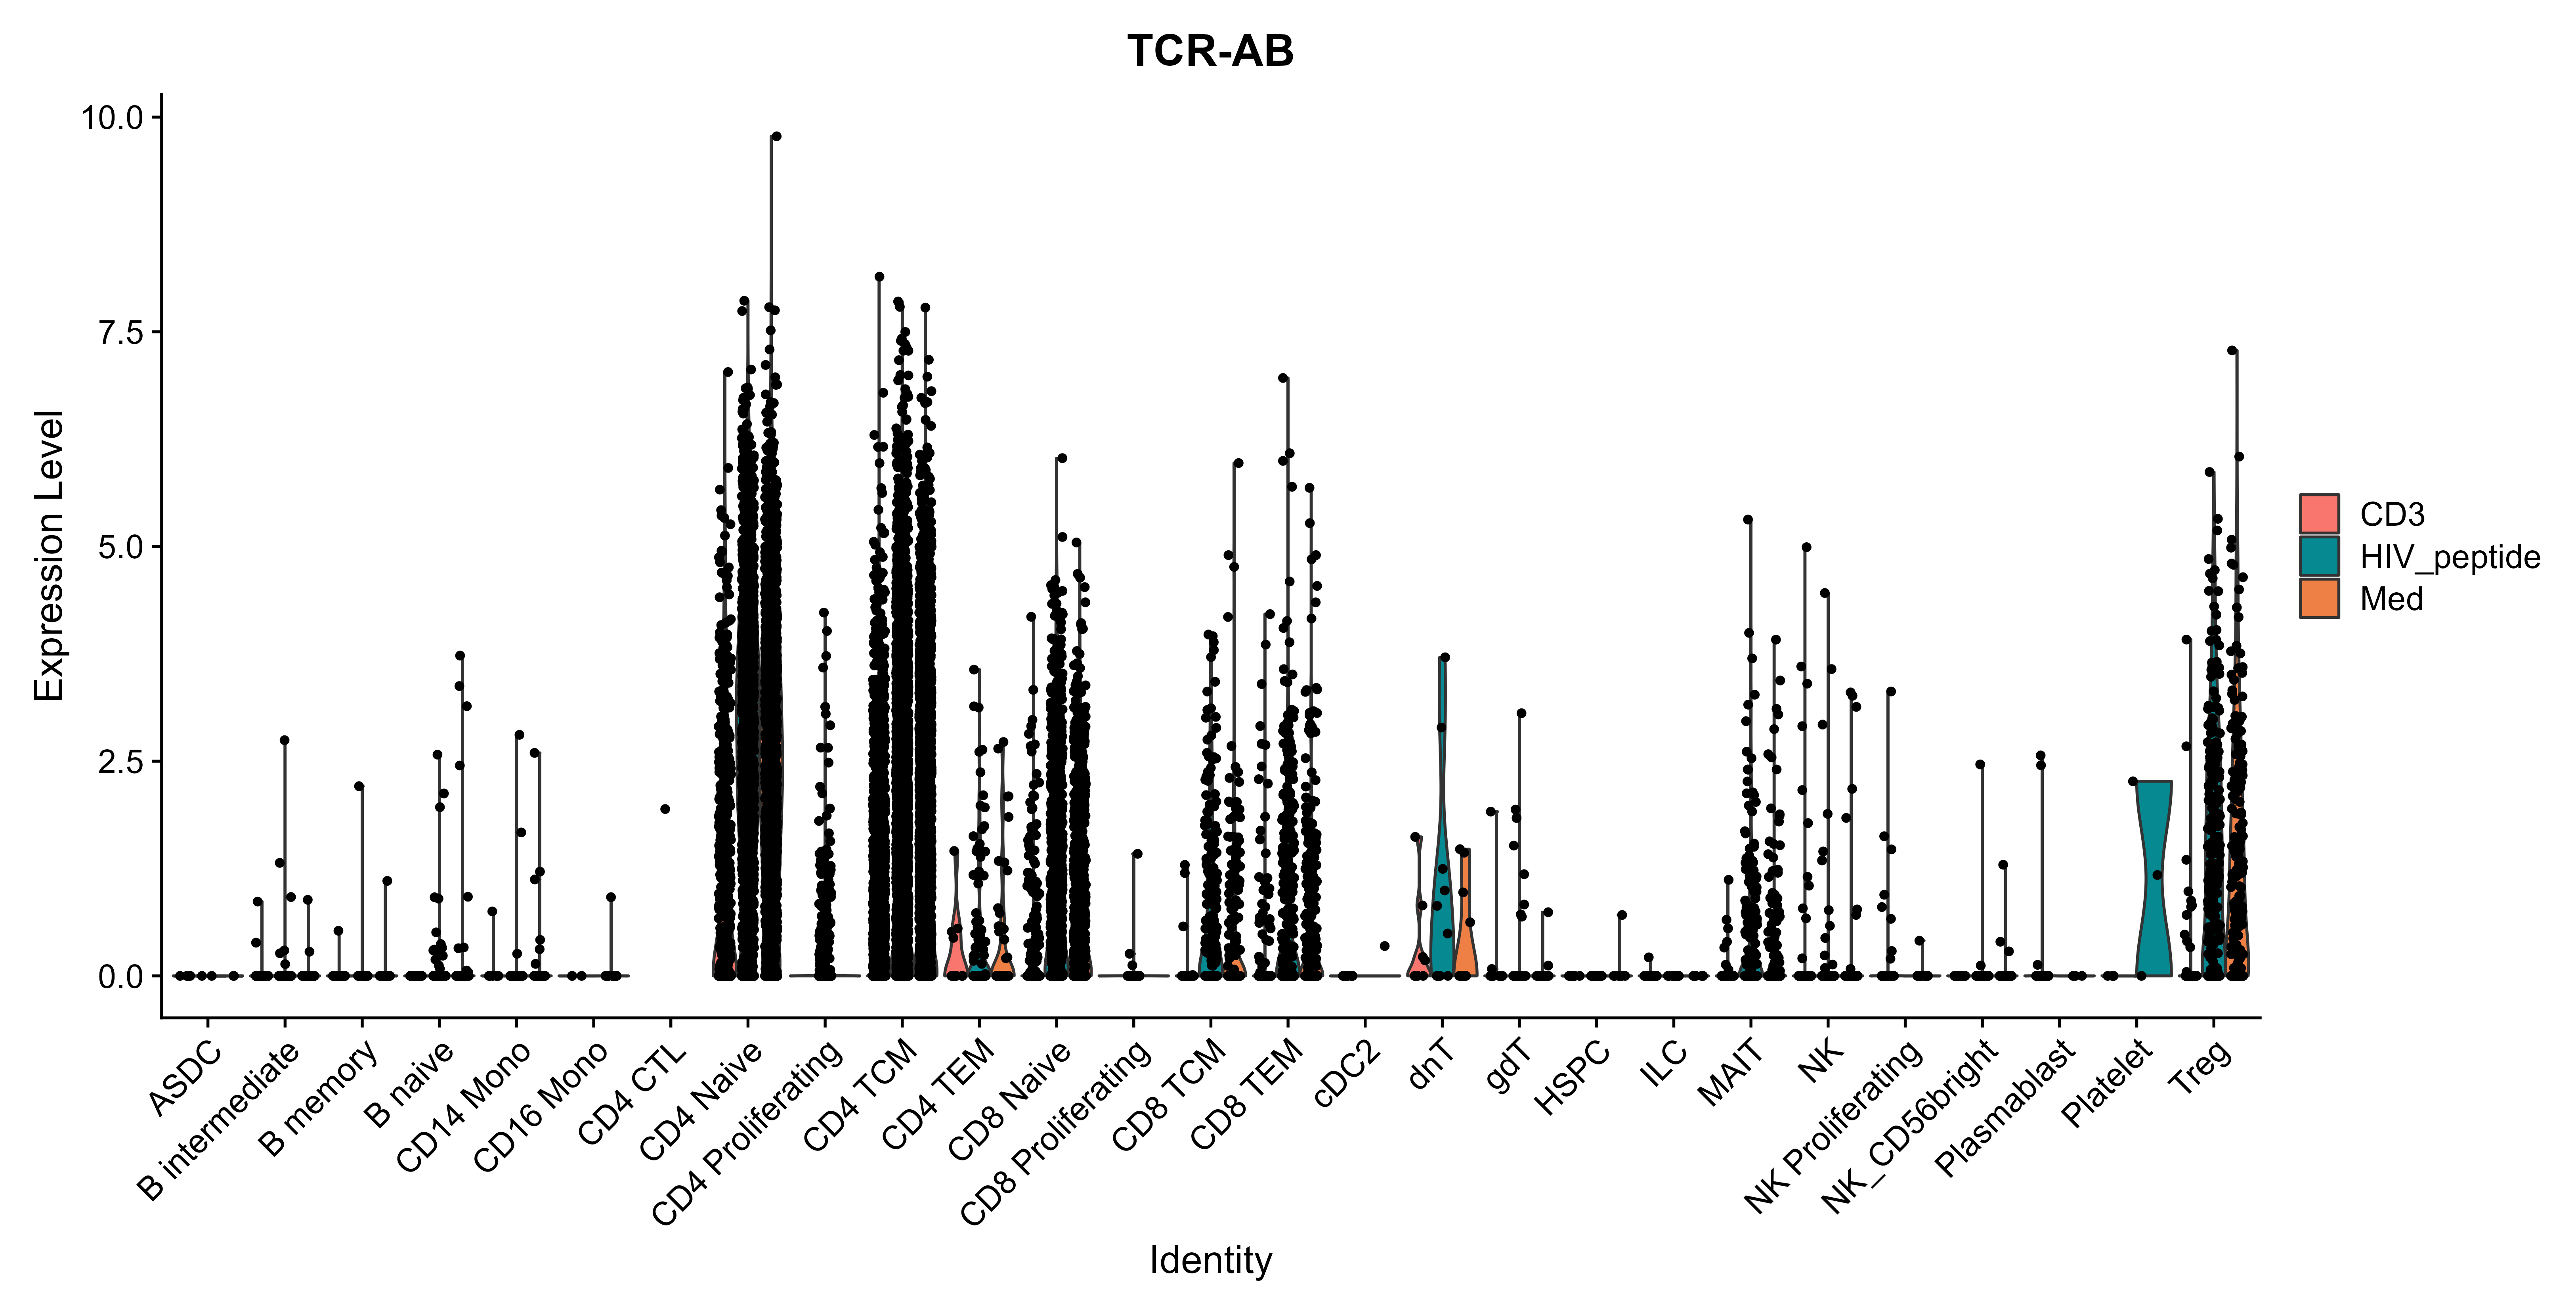 TCR-AB
10.0
7.5
5.0
2.5
0.0
Expression Level
ASDC
B intermediate
B memory
B naive
CD14 Mono
CD16 Mono
CD4 CTL
CD4 Naive
CD4 Proliferating
CD4 TCM
CD4 TEM
CD8 Naive
CD8 Proliferating
CD8 TCM
CD8 TEM
cDC2
dnT
gdT
HSPC
ILC
MAIT
NK
NK Proliferating
NK_CD56bright
Plasmablast
Platelet
Treg
Identity
CD3
HIV_peptide
Med